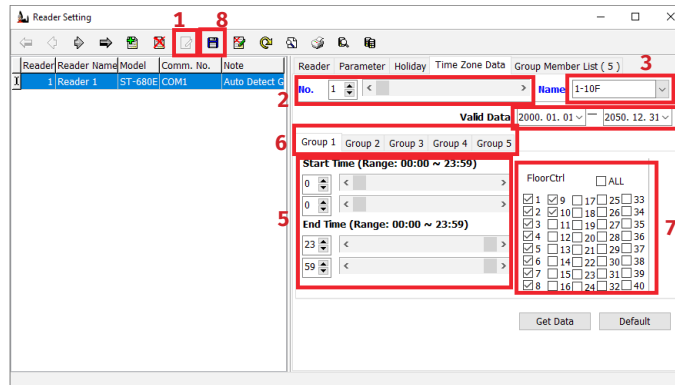 Reader Setting
1 8
Reader Reader Name Model Comm. No. Note
1 Reader 1 ST-680E COM1 Auto Detect G
Reader Parameter Holiday Time Zone Data Group Member List ( 5 )
3
2
No. 1 Name 1-10F
Valid Data 2000. 01. 01 — 2050. 12. 31
6
Group 1 Group 2 Group 3 Group 4 Group 5
Start Time (Range: 00:00 ~ 23:59)
0
0
5
End Time (Range: 00:00 ~ 23:59)
23
59
FloorCtrl ALL
7
1 9 17 25 33
2 10 18 26 34
3 11 19 27 35
4 12 20 28 36
5 13 21 29 37
6 14 22 30 38
7 15 23 31 39
8 16 24 32 40
Get Data Default